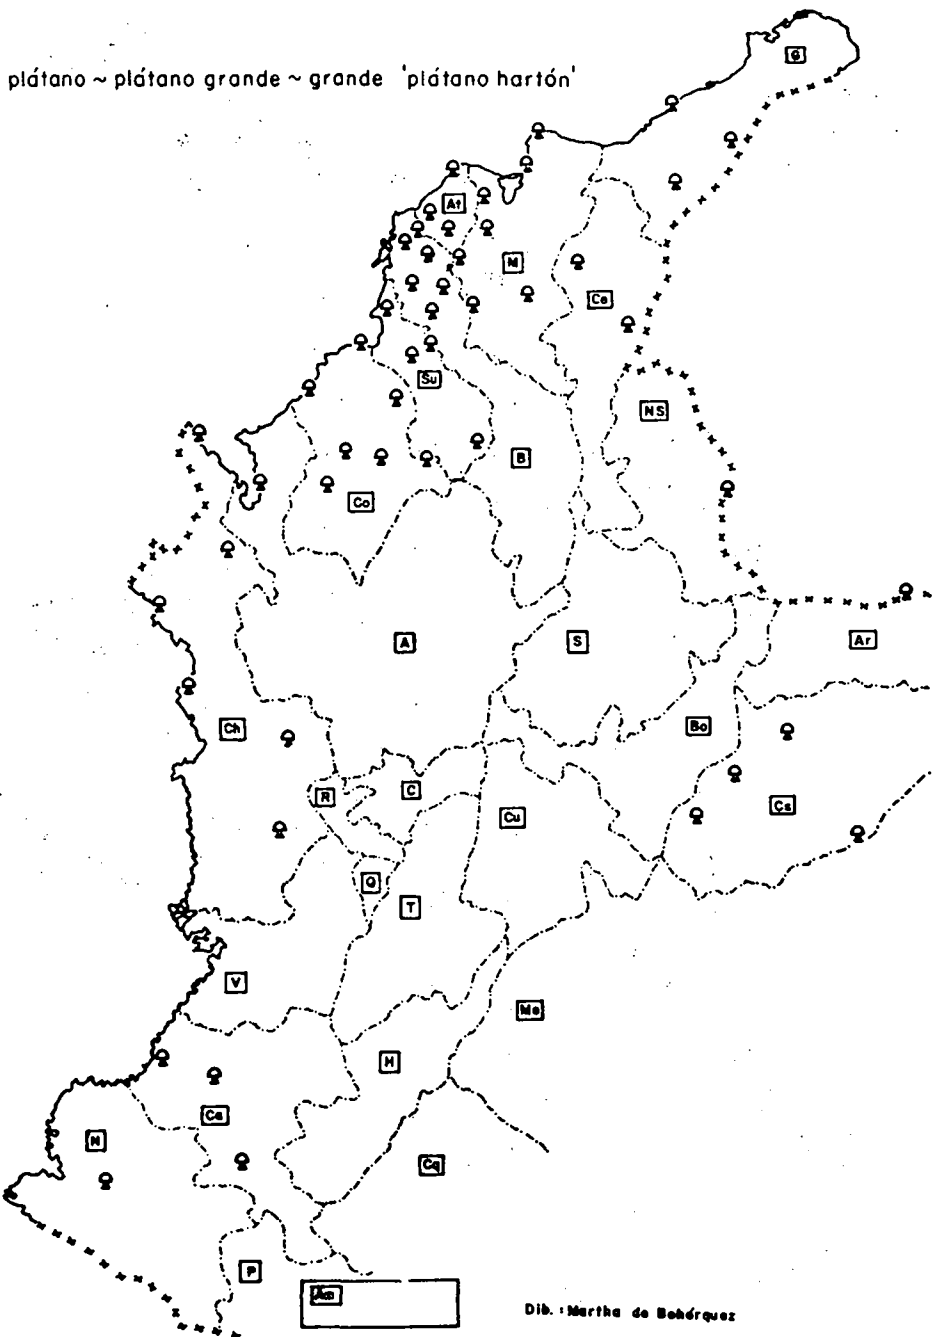 plátano ~ plátano grande ~ grande 'plátano hartón'
G
At
M
Ce
Su
NS
B
Co
A
S
Ar
Ch
Bo
R
C
Cs
Cu
Q
T
V
Me
H
Ca
N
Cq
P
Am
Dib. : Martha de Bohórquez